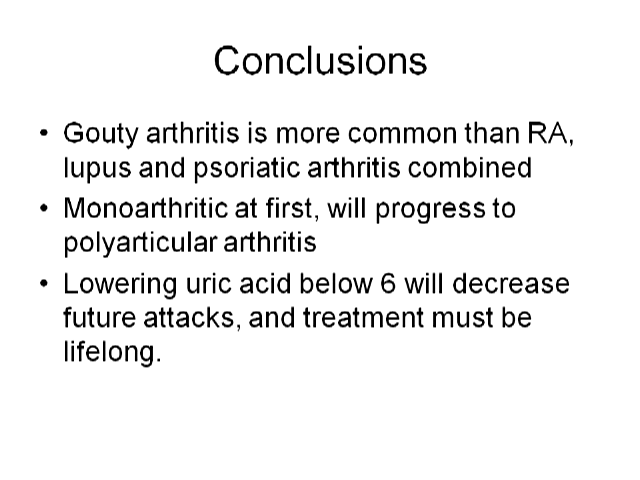 Conclusions
• Gouty arthritis is more common than RA,
lupus and psoriatic arthritis combined
• Monoarthritic at first, will progress to
polyarticular arthritis
• Lowering uric acid below 6 will decrease
future attacks, and treatment must be
lifelong.